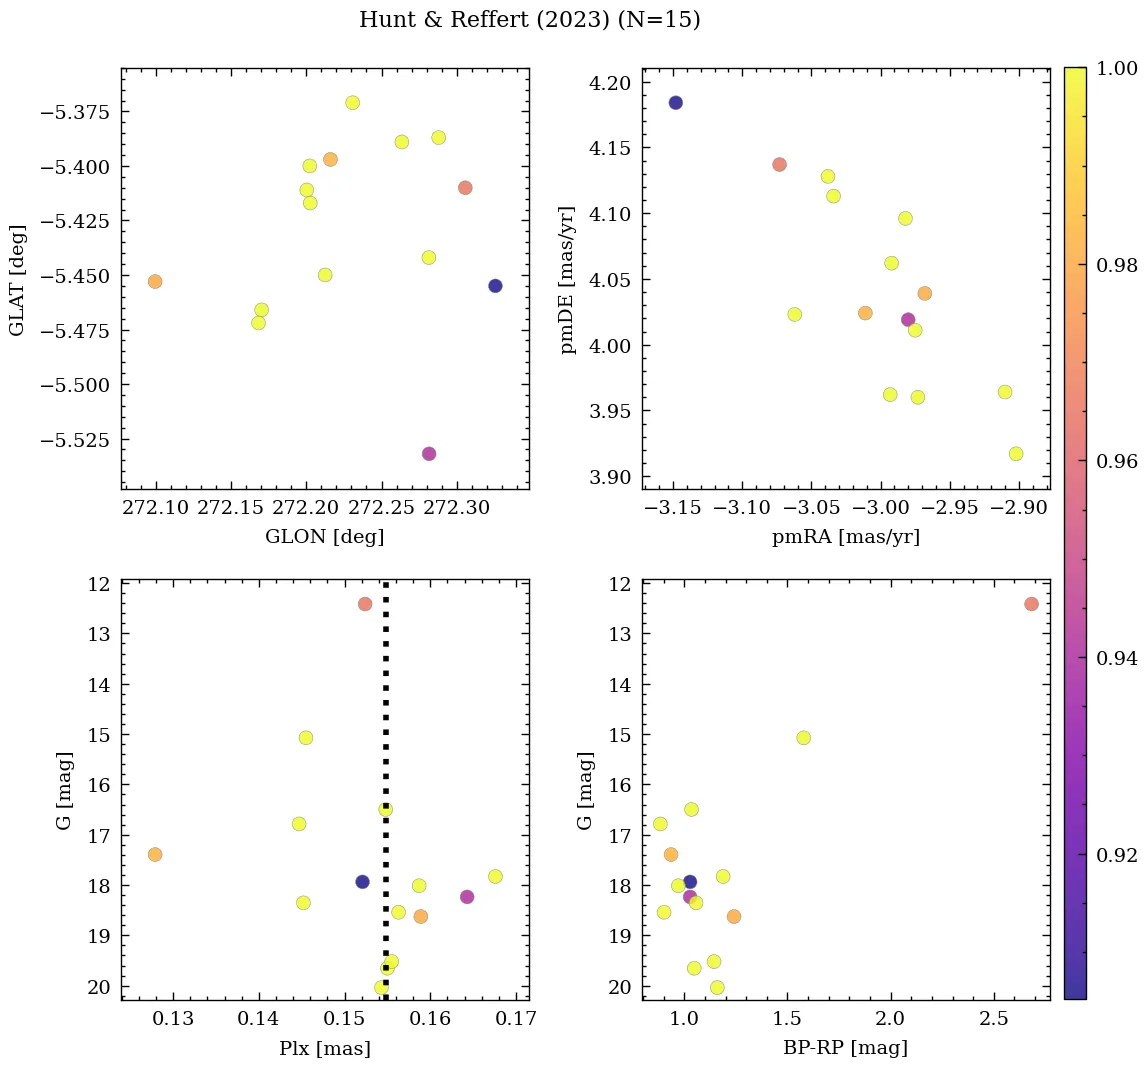 Hunt & Reffert (2023) (N=15)
−5.375
−5.400
−5.425
−5.450
−5.475
−5.500
−5.525
GLAT [deg]
272.10 272.15 272.20 272.25 272.30
GLON [deg]
4.20
4.15
4.10
4.05
4.00
3.95
3.90
pmDE [mas/yr]
−3.15 −3.10 −3.05 −3.00 −2.95 −2.90
pmRA [mas/yr]
12
13
14
15
16
17
18
19
20
G [mag]
0.13 0.14 0.15 0.16 0.17
Plx [mas]
12
13
14
15
16
17
18
19
20
G [mag]
1.0 1.5 2.0 2.5
BP-RP [mag]
1.00
0.98
0.96
0.94
0.92